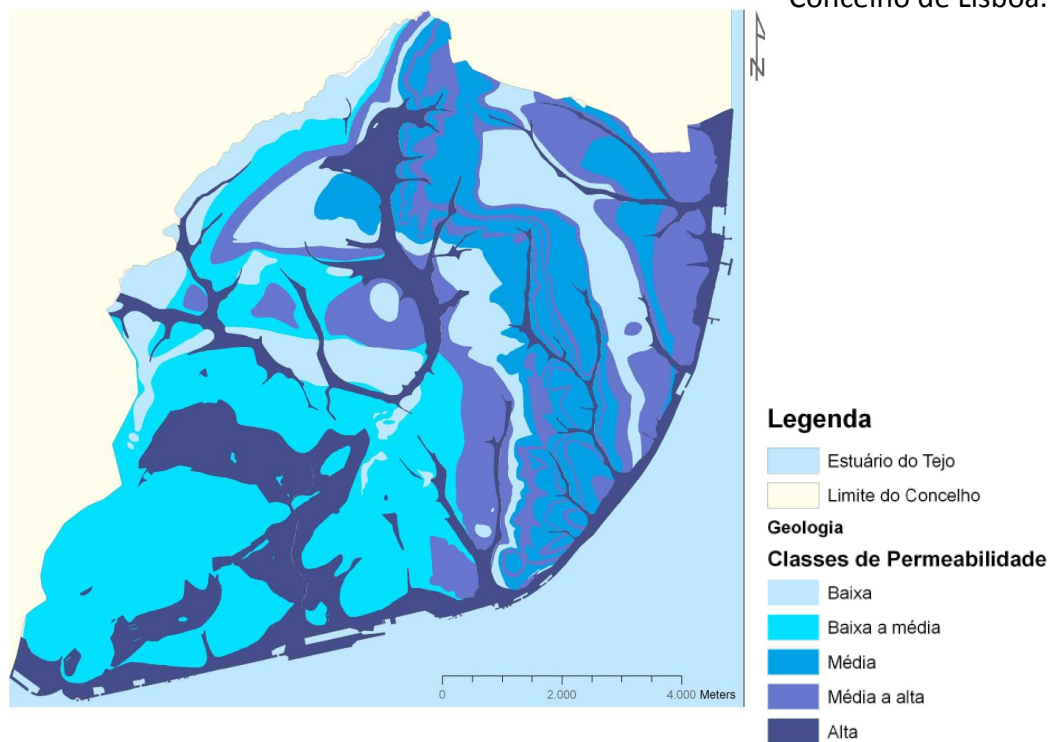 Concelho de Lisboa.
N
0 2.000 4.000 Meters
Legenda
Estuário do Tejo
Limite do Concelho
Geologia
Classes de Permeabilidade
Baixa
Baixa a média
Média
Média a alta
Alta